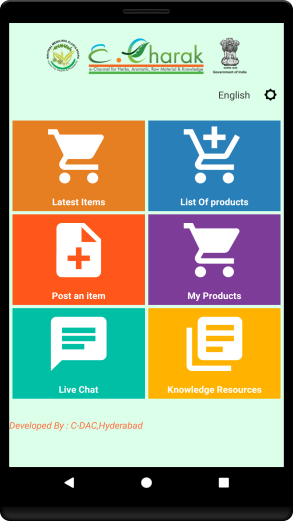 e.Charak
e-Channel for Herbs, Aromatic, Raw Material & Knowledge
Government of India
English
Latest Items
List Of products
Post an item
My Products
Live Chat
Knowledge Resources
Developed By : C-DAC,Hyderabad